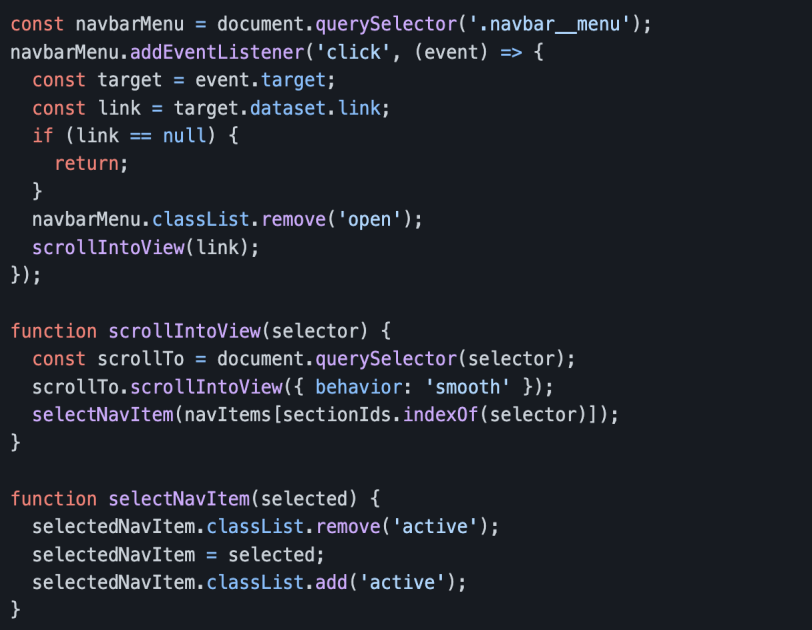 const navbarMenu = document.querySelector('.navbar__menu');
navbarMenu.addEventListener('click', (event) => {
  const target = event.target;
  const link = target.dataset.link;
  if (link == null) {
    return;
  }
  navbarMenu.classList.remove('open');
  scrollIntoView(link);
});

function scrollIntoView(selector) {
  const scrollTo = document.querySelector(selector);
  scrollTo.scrollIntoView({ behavior: 'smooth' });
  selectNavItem(navItems[sectionIds.indexOf(selector)]);
}

function selectNavItem(selected) {
  selectedNavItem.classList.remove('active');
  selectedNavItem = selected;
  selectedNavItem.classList.add('active');
}